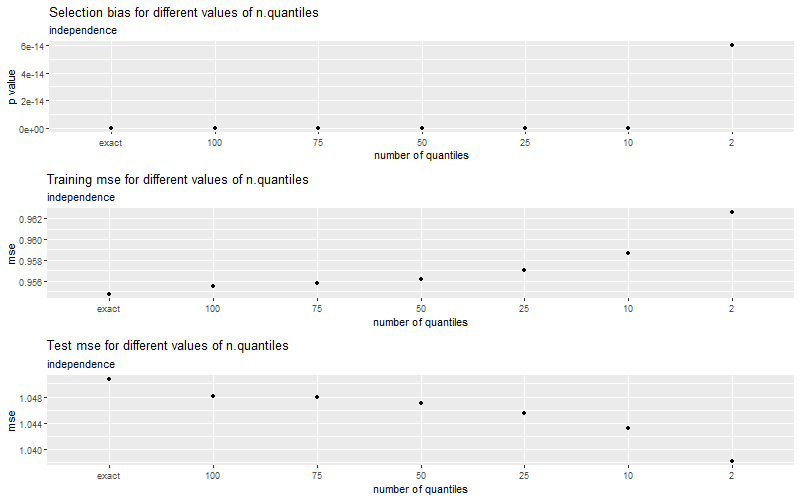 Selection bias for different values of n.quantiles
independence
6e-14
4e-14
2e-14
0e+00
p value
exact 100 75 50 25 10 2
number of quantiles
Training mse for different values of n.quantiles
independence
0.962
0.960
0.958
0.956
mse
exact 100 75 50 25 10 2
number of quantiles
Test mse for different values of n.quantiles
independence
1.048
1.044
1.040
mse
exact 100 75 50 25 10 2
number of quantiles